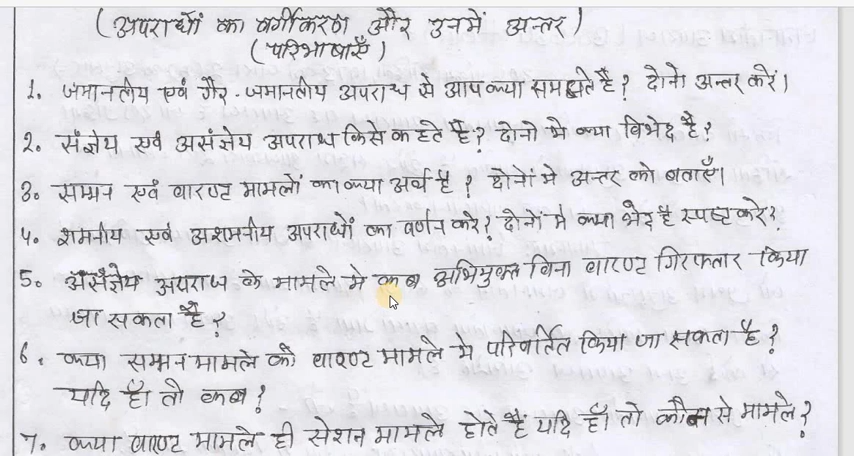 (अपराधों का वर्गीकरण और उनमें अन्तर)
(परिभाषाएँ)
1. जमानतीय एवं गैर-जमानतीय अपराध से आप क्या समझते हैं? दोनो अन्तर करें।
2. संज्ञेय एवं असंज्ञेय अपराध किसे कहते हैं? दोनो मे क्या विभेद है?
3. सम्मन एवं वारण्ट मामलों का क्या अर्थ है? दोनों मे अन्तर को बताएँ।
4. शमनीय एवं अशमनीय अपराधों का वर्णन करे? दोनों मे क्या भेद है स्पष्ट करे?
5. असंज्ञेय अपराध के मामले मे कब अभियुक्त बिना वारण्ट गिरफ्तार किया
जा सकता है?
6. क्या सम्मन मामले को वारण्ट मामले मे परिवर्तित किया जा सकता है?
यदि हाँ तो कब?
7. क्या वारण्ट मामले ही सेशन मामले होते हैं यदि हाँ तो कौन से मामले?